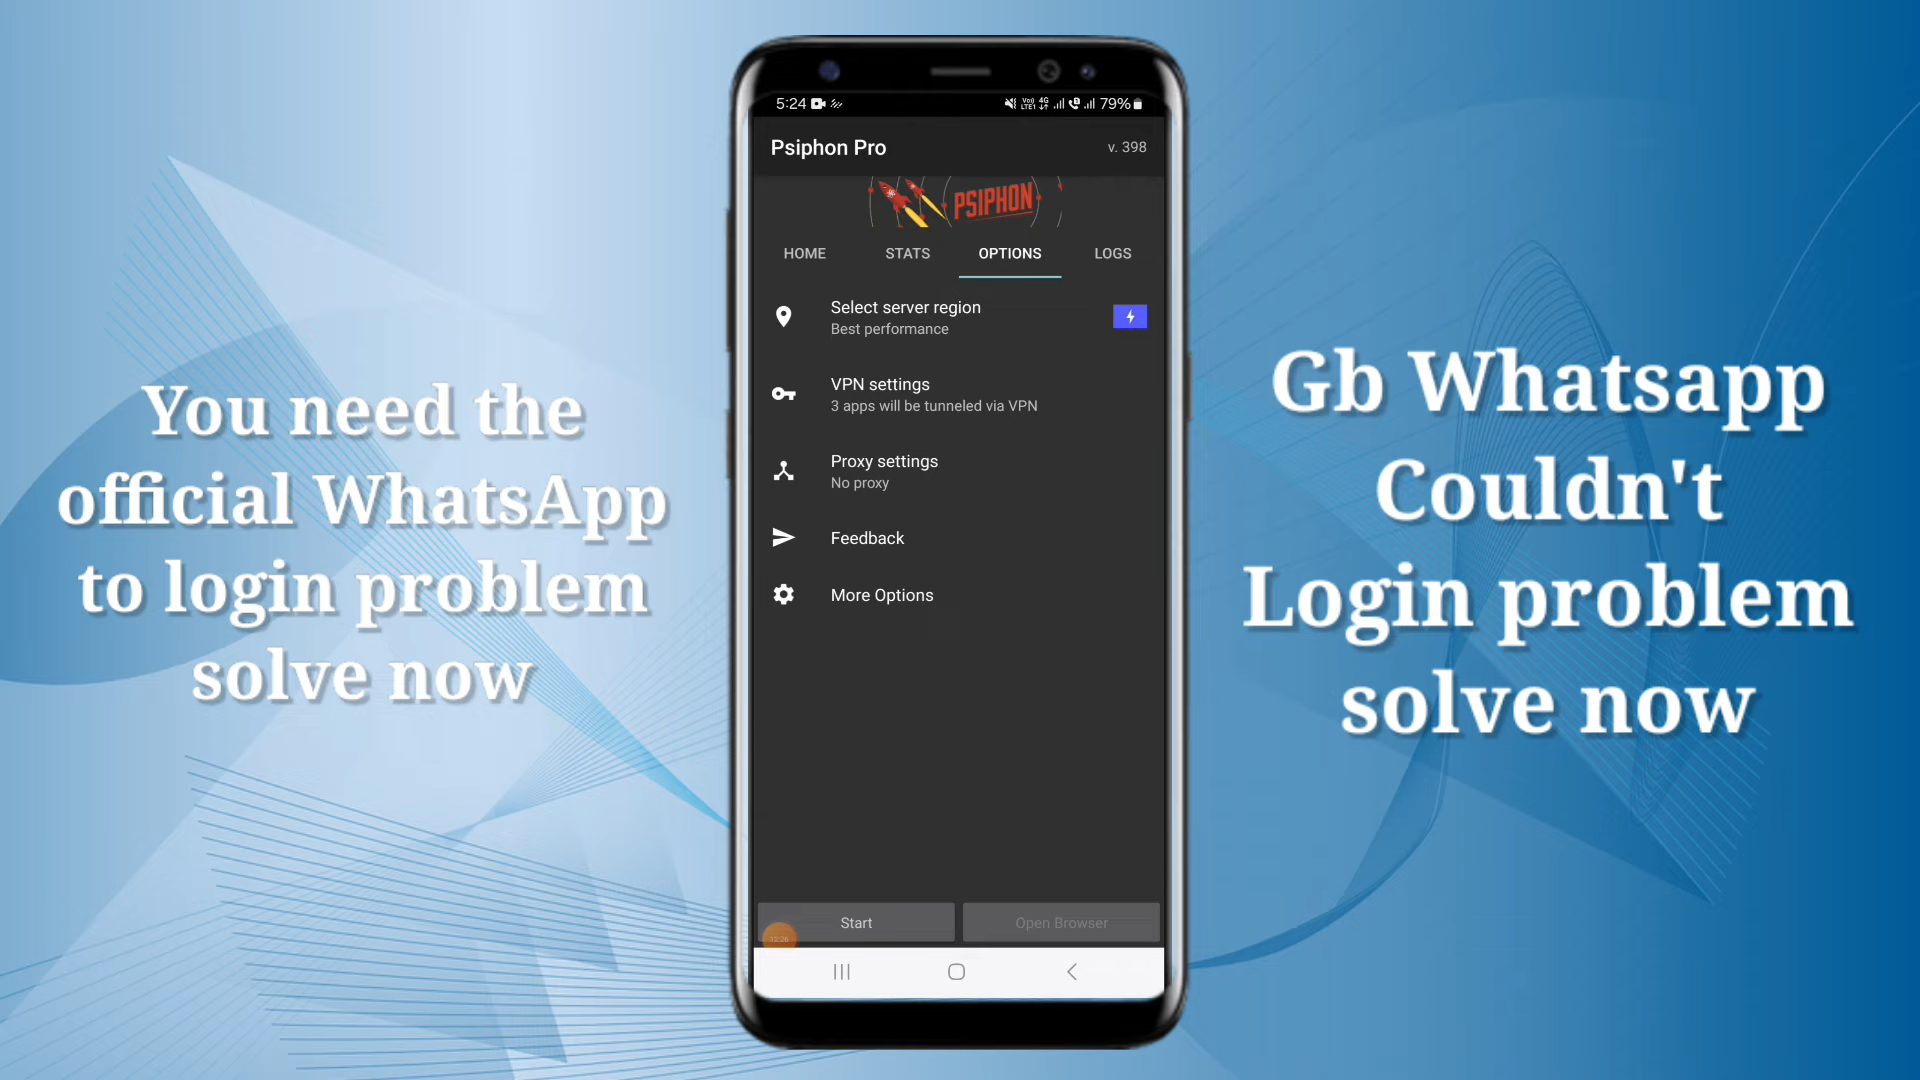 You need the
official WhatsApp
to login problem
solve now
5:24
79%
Psiphon Pro
v. 398
PSIPHON
HOME
STATS
OPTIONS
LOGS
Select server region
Best performance
VPN settings
3 apps will be tunneled via VPN
Proxy settings
No proxy
Feedback
More Options
Start
Open Browser
12:26
Gb Whatsapp
Couldn't
Login problem
solve now